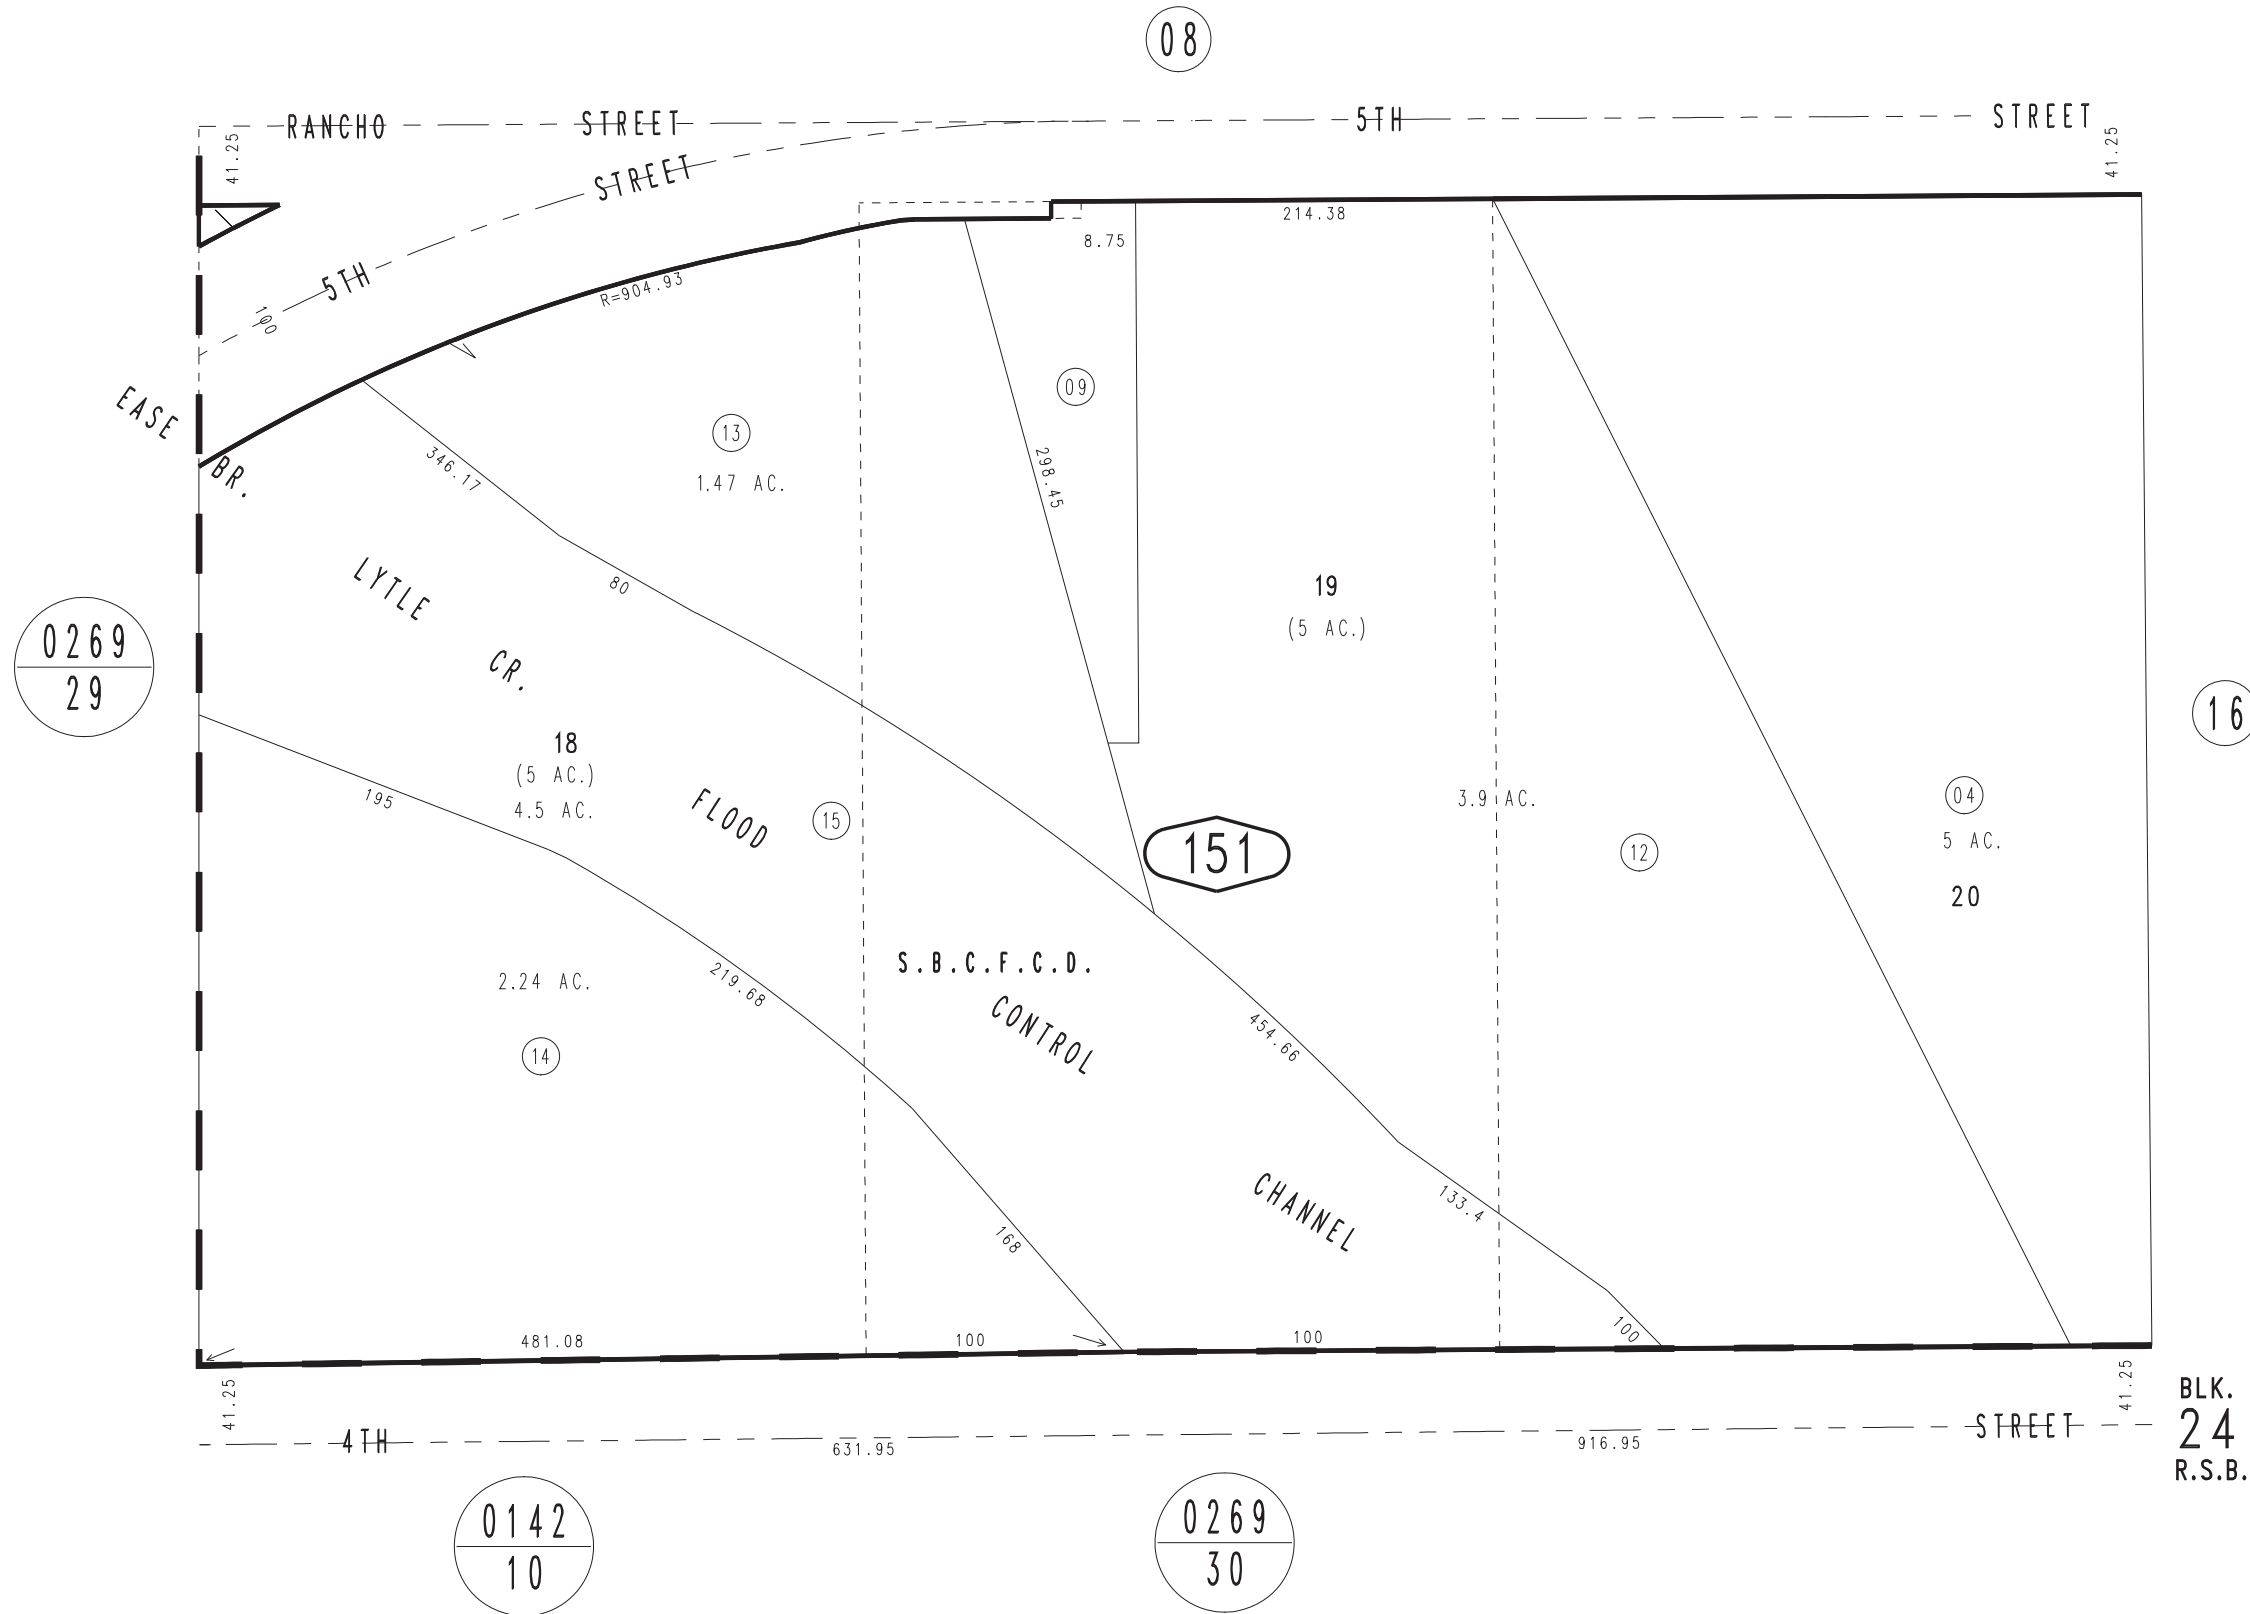 08
RANCHO STREET 5TH STREET
41.25
41.25
5TH STREET
214.38
8.75
R=904.93
100
EASE BR. LYTLE CR. FLOOD CONTROL CHANNEL
09
13
1.47 AC.
346.17
298.45
80
19
(5 AC.)
0269
29
16
18
(5 AC.)
4.5 AC.
195
15
3.9 AC.
04
5 AC.
20
151
12
S.B.C.F.C.D.
2.24 AC.
219.68
14
454.66
133.4
168
481.08
100
100
100
41.25
41.25
4TH STREET
631.95
916.95
BLK.
24
R.S.B.
0142
10
0269
30